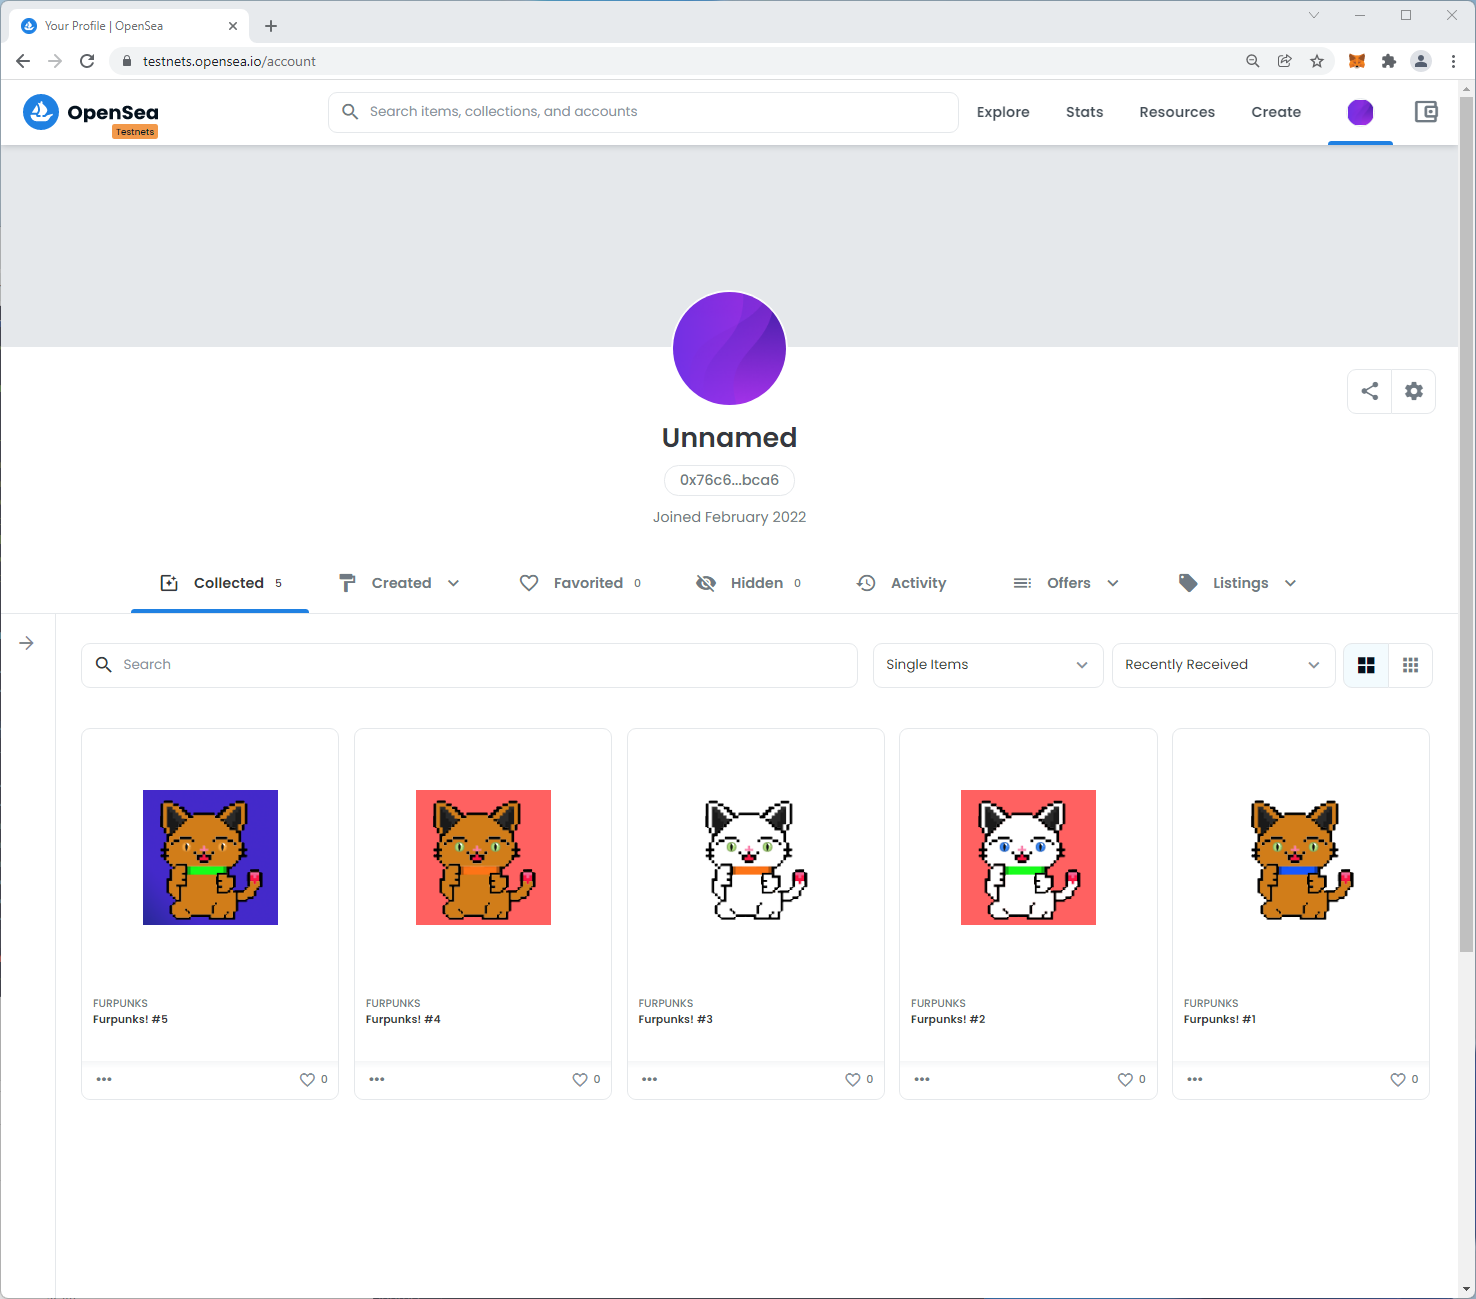 Your Profile | OpenSea
testnets.opensea.io/account
OpenSea
Testnets
Search items, collections, and accounts
Explore
Stats
Resources
Create
Unnamed
0x76c6...bca6
Joined February 2022
Collected 5
Created
Favorited 0
Hidden 0
Activity
Offers
Listings
Search
Single Items
Recently Received
FURPUNKS
Furpunks! #5
0
FURPUNKS
Furpunks! #4
0
FURPUNKS
Furpunks! #3
0
FURPUNKS
Furpunks! #2
0
FURPUNKS
Furpunks! #1
0